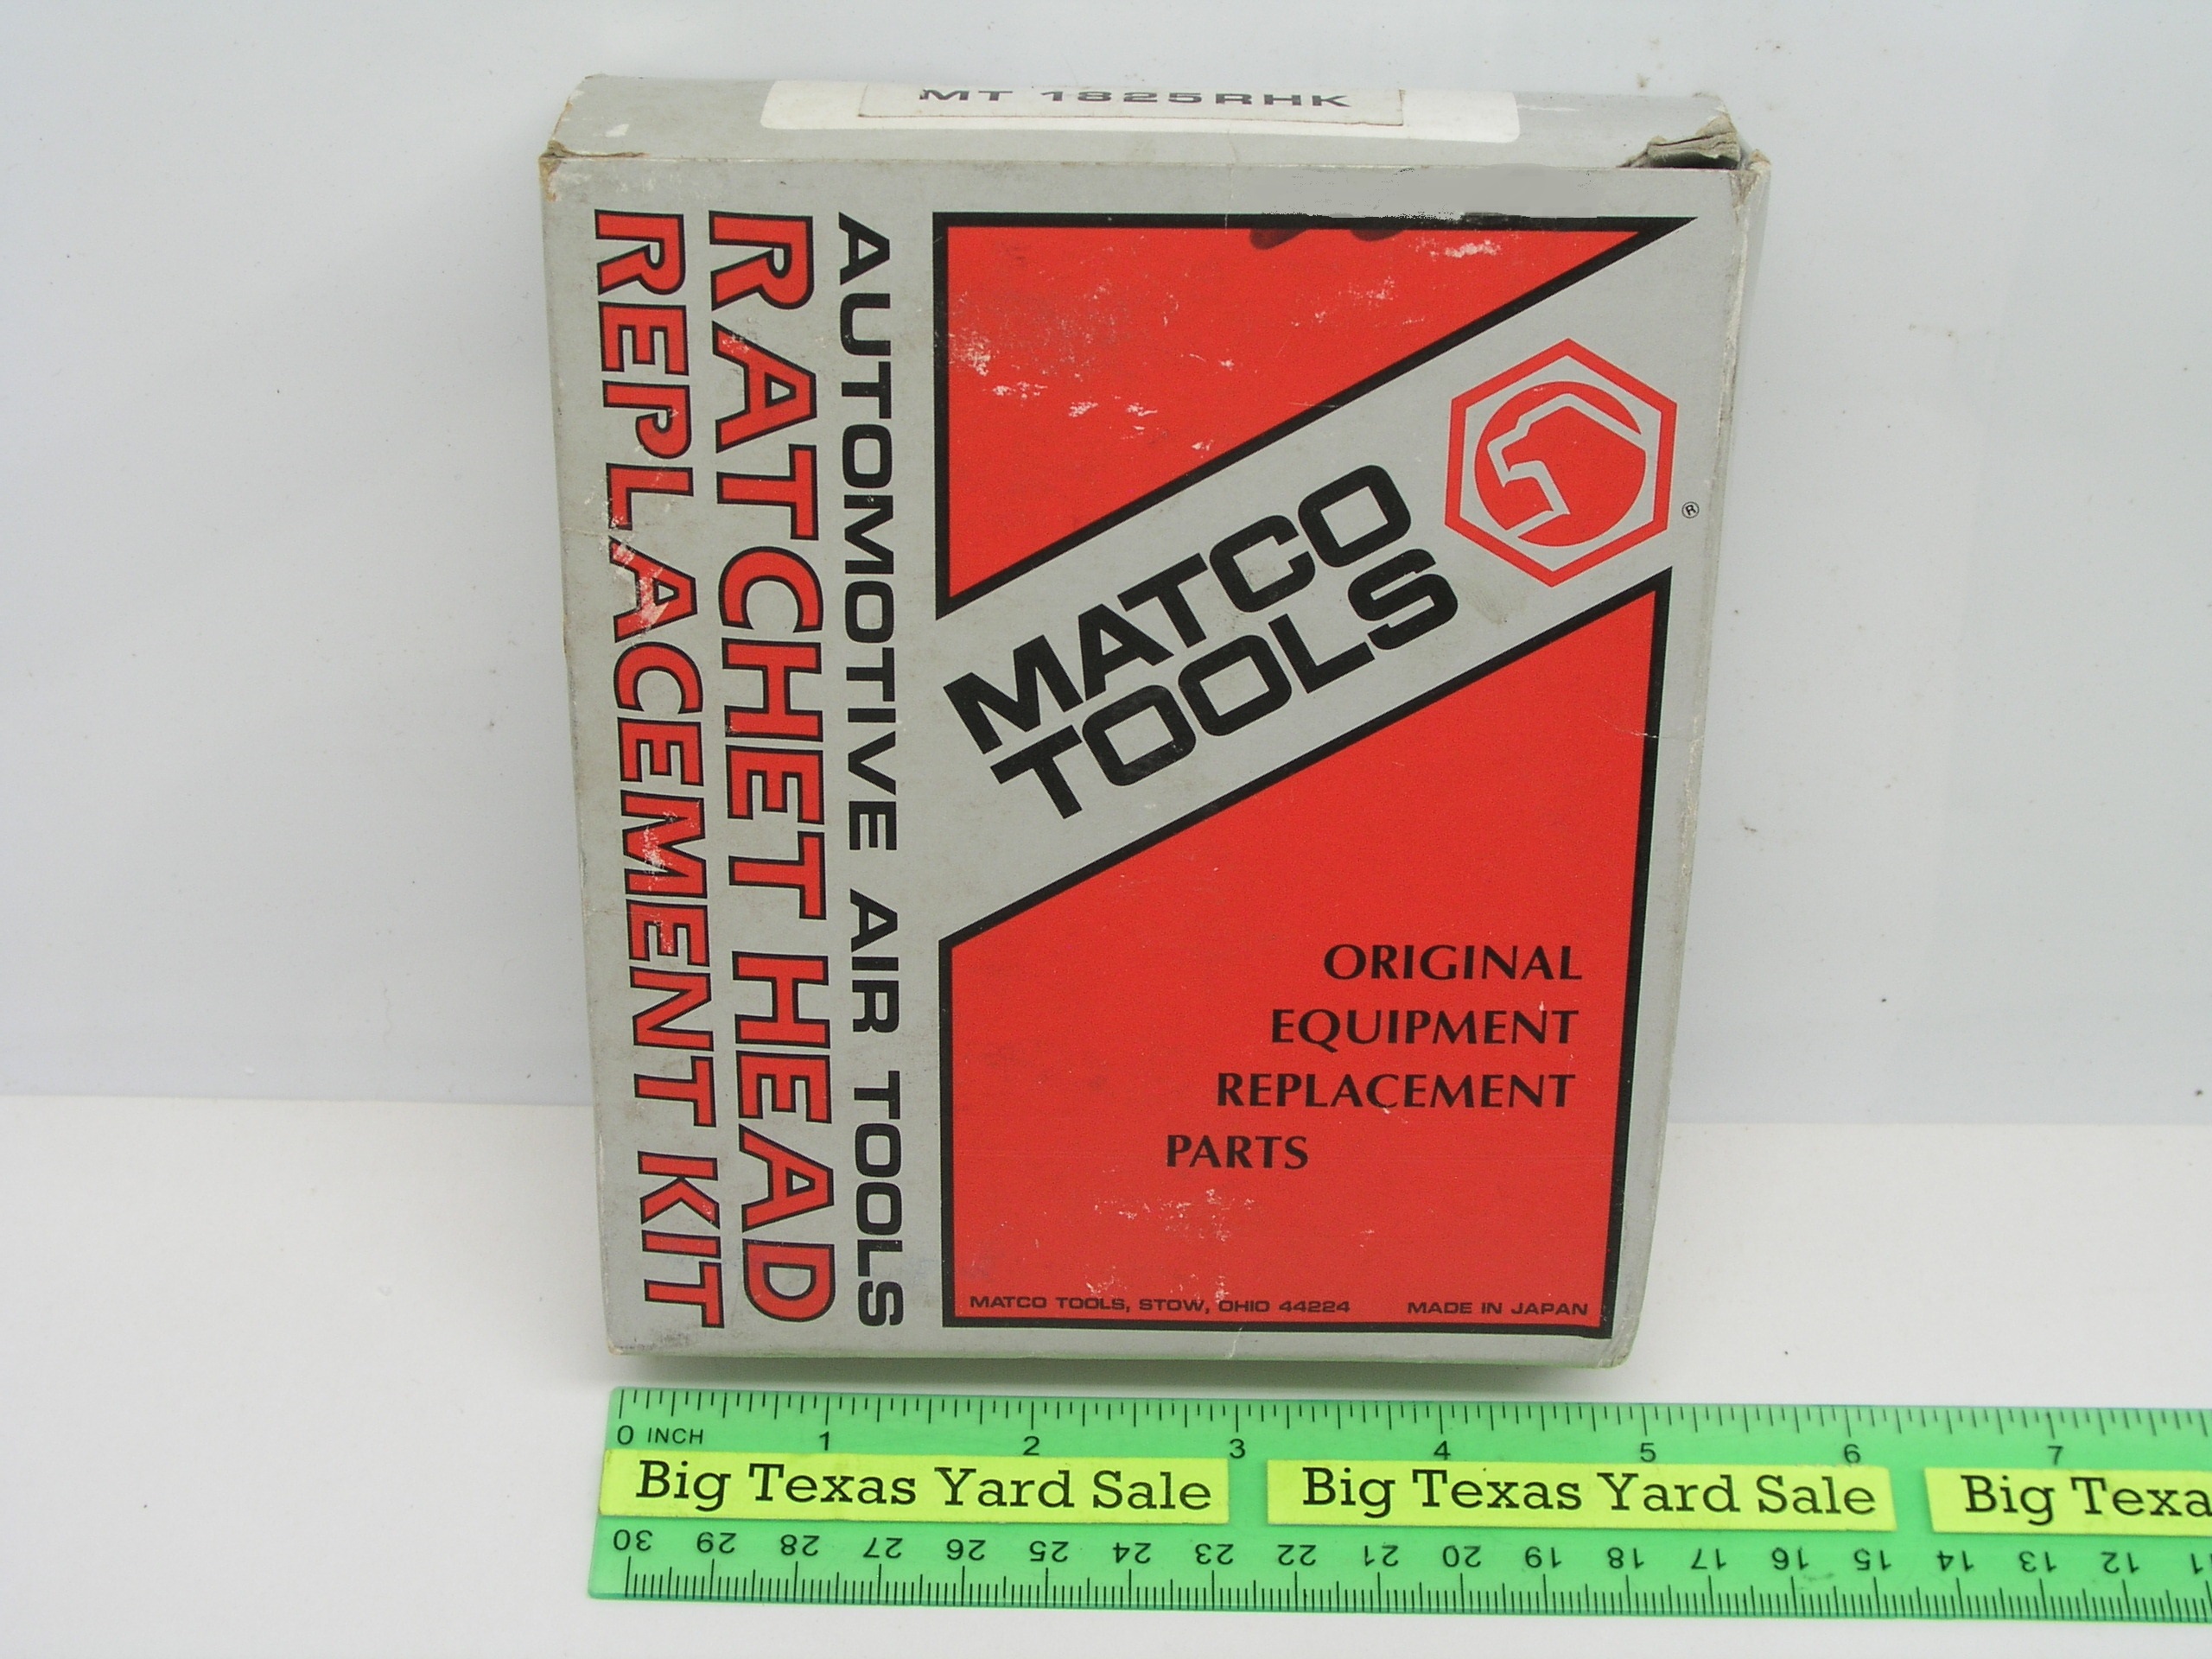 MT 1825RHK
AUTOMOTIVE AIR TOOLS
RATCHET HEAD
REPLACEMENT KIT
MATCO
TOOLS
®
ORIGINAL
EQUIPMENT
REPLACEMENT
PARTS
MATCO TOOLS, STOW, OHIO 44224 MADE IN JAPAN
0 INCH 1 2 3 4 5 6 7
Big Texas Yard Sale Big Texas Yard Sale Big Texa
30 29 28 27 26 25 24 23 22 21 20 19 18 17 16 15 14 13 12 11